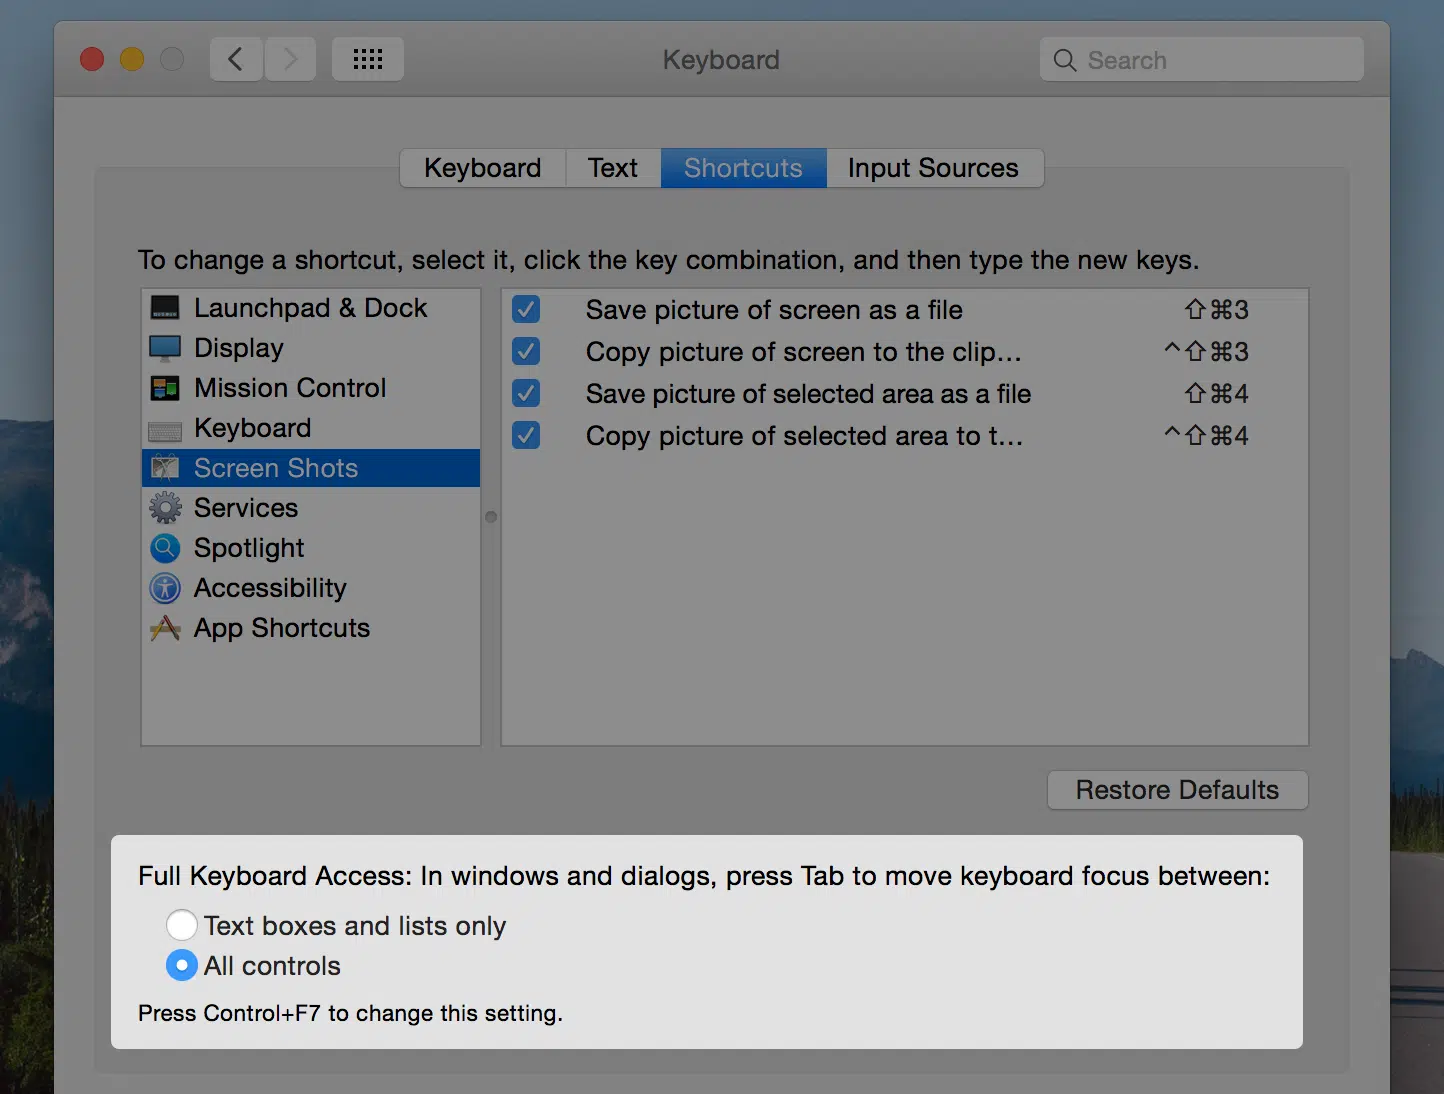 Keyboard
Search
Keyboard Text Shortcuts Input Sources
To change a shortcut, select it, click the key combination, and then type the new keys.
Launchpad & Dock
Display
Mission Control
Keyboard
Screen Shots
Services
Spotlight
Accessibility
App Shortcuts
Save picture of screen as a file ⇧⌘3
Copy picture of screen to the clip… ^⇧⌘3
Save picture of selected area as a file ⇧⌘4
Copy picture of selected area to t… ^⇧⌘4
Restore Defaults
Full Keyboard Access: In windows and dialogs, press Tab to move keyboard focus between:
Text boxes and lists only
All controls
Press Control+F7 to change this setting.